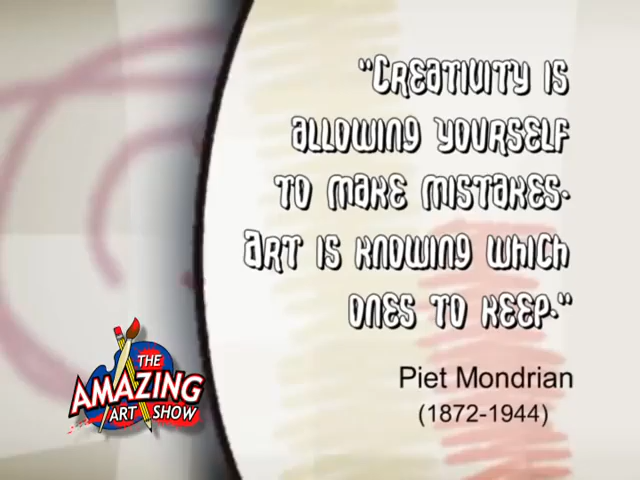 "Creativity is
allowing yourself
to make mistakes.
Art is knowing which
ones to keep."
Piet Mondrian
(1872-1944)
THE
AMAZING
ART SHOW